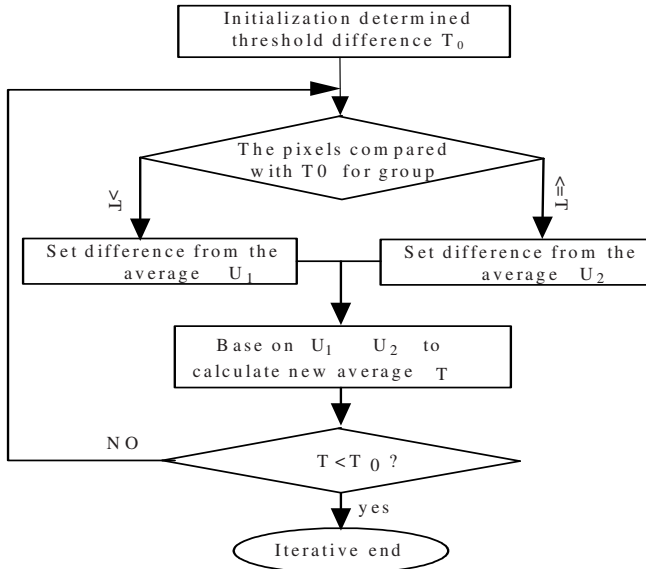 Initialization determined
threshold difference T₀
The pixels compared
with T0 for group
>T
<=T
Set difference from the
average U₁
Set difference from the
average U₂
Base on U₁ U₂ to
calculate new average T
NO
T<T₀?
yes
Iterative end